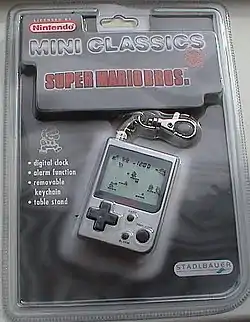 LICENSED BY
Nintendo
MINI CLASSICS
SUPER MARIO BROS.
• digital clock
• alarm function
• removable
keychain
• table stand
STADLBAUER